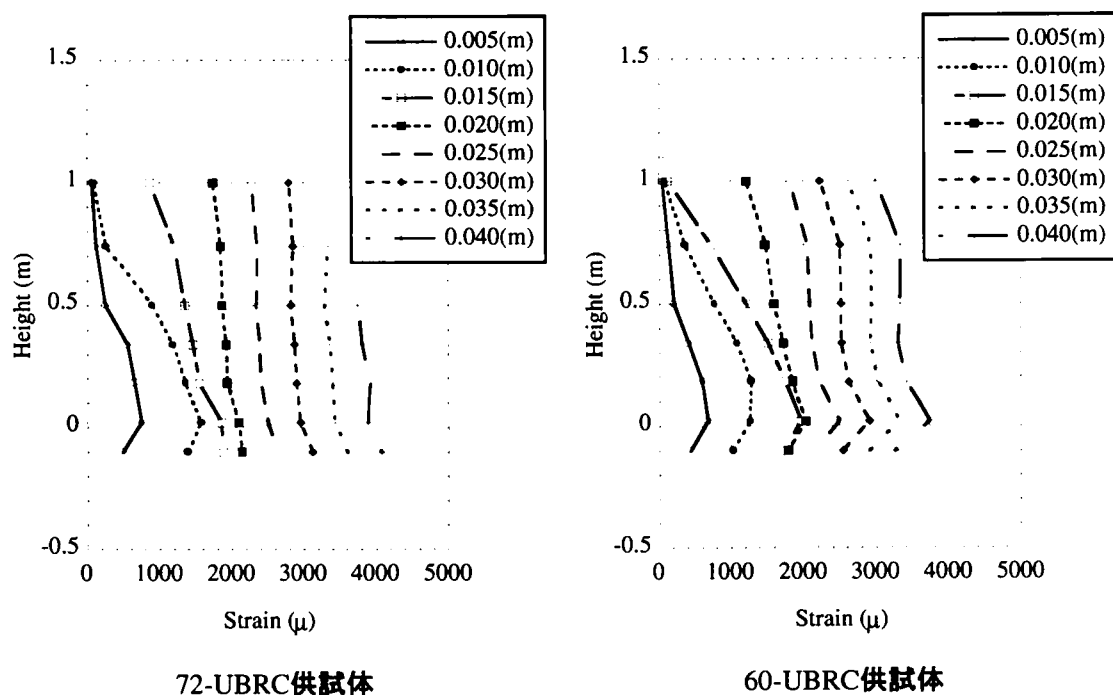 0.005(m)
0.010(m)
0.015(m)
0.020(m)
0.025(m)
0.030(m)
0.035(m)
0.040(m)
1.5
1
0.5
0
-0.5
Height (m)
0 1000 2000 3000 4000 5000
Strain (μ)
72-UBRC供試体
0.005(m)
0.010(m)
0.015(m)
0.020(m)
0.025(m)
0.030(m)
0.035(m)
0.040(m)
1.5
1
0.5
0
-0.5
Height (m)
0 1000 2000 3000 4000 5000
Strain (μ)
60-UBRC供試体